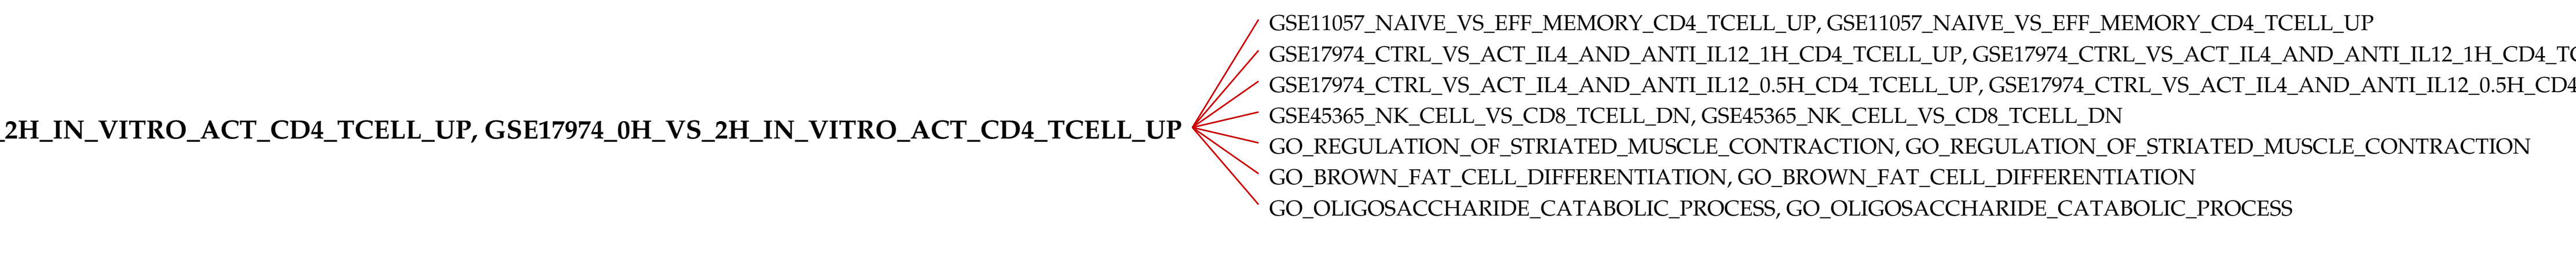 GSE11057_NAIVE_VS_EFF_MEMORY_CD4_TCELL_UP, GSE11057_NAIVE_VS_EFF_MEMORY_CD4_TCELL_UP
GSE17974_CTRL_VS_ACT_IL4_AND_ANTI_IL12_1H_CD4_TCELL_UP, GSE17974_CTRL_VS_ACT_IL4_AND_ANTI_IL12_1H_CD4_TC
GSE17974_CTRL_VS_ACT_IL4_AND_ANTI_IL12_0.5H_CD4_TCELL_UP, GSE17974_CTRL_VS_ACT_IL4_AND_ANTI_IL12_0.5H_CD4
GSE45365_NK_CELL_VS_CD8_TCELL_DN, GSE45365_NK_CELL_VS_CD8_TCELL_DN
_2H_IN_VITRO_ACT_CD4_TCELL_UP, GSE17974_0H_VS_2H_IN_VITRO_ACT_CD4_TCELL_UP
GO_REGULATION_OF_STRIATED_MUSCLE_CONTRACTION, GO_REGULATION_OF_STRIATED_MUSCLE_CONTRACTION
GO_BROWN_FAT_CELL_DIFFERENTIATION, GO_BROWN_FAT_CELL_DIFFERENTIATION
GO_OLIGOSACCHARIDE_CATABOLIC_PROCESS, GO_OLIGOSACCHARIDE_CATABOLIC_PROCESS